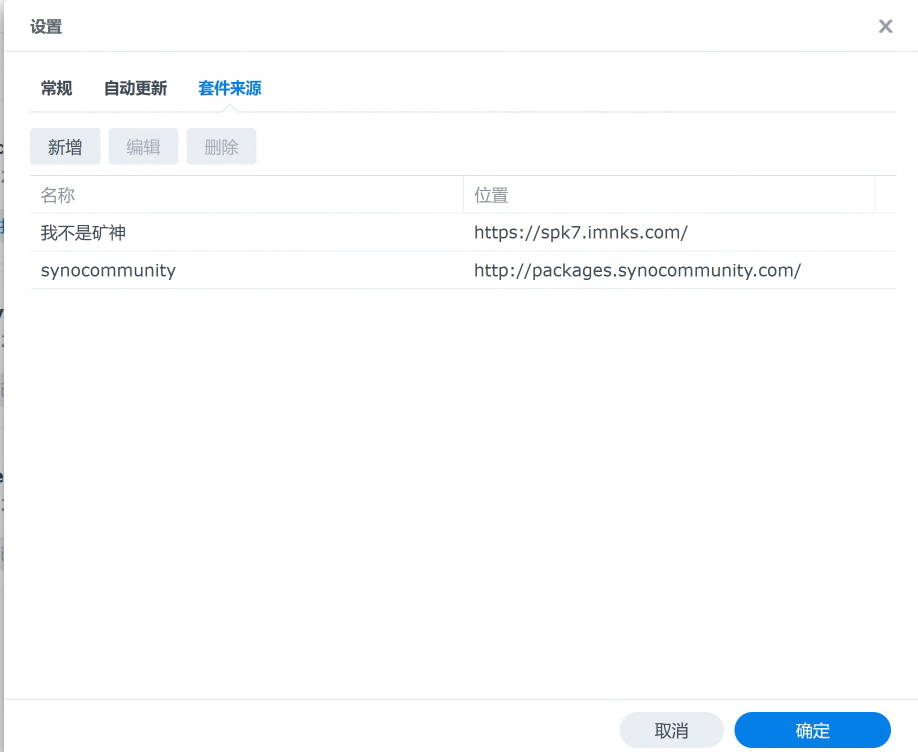 设置
常规 自动更新 套件来源
新增 编辑 删除
名称 位置
我不是矿神 https://spk7.imnks.com/
synocommunity http://packages.synocommunity.com/
取消 确定